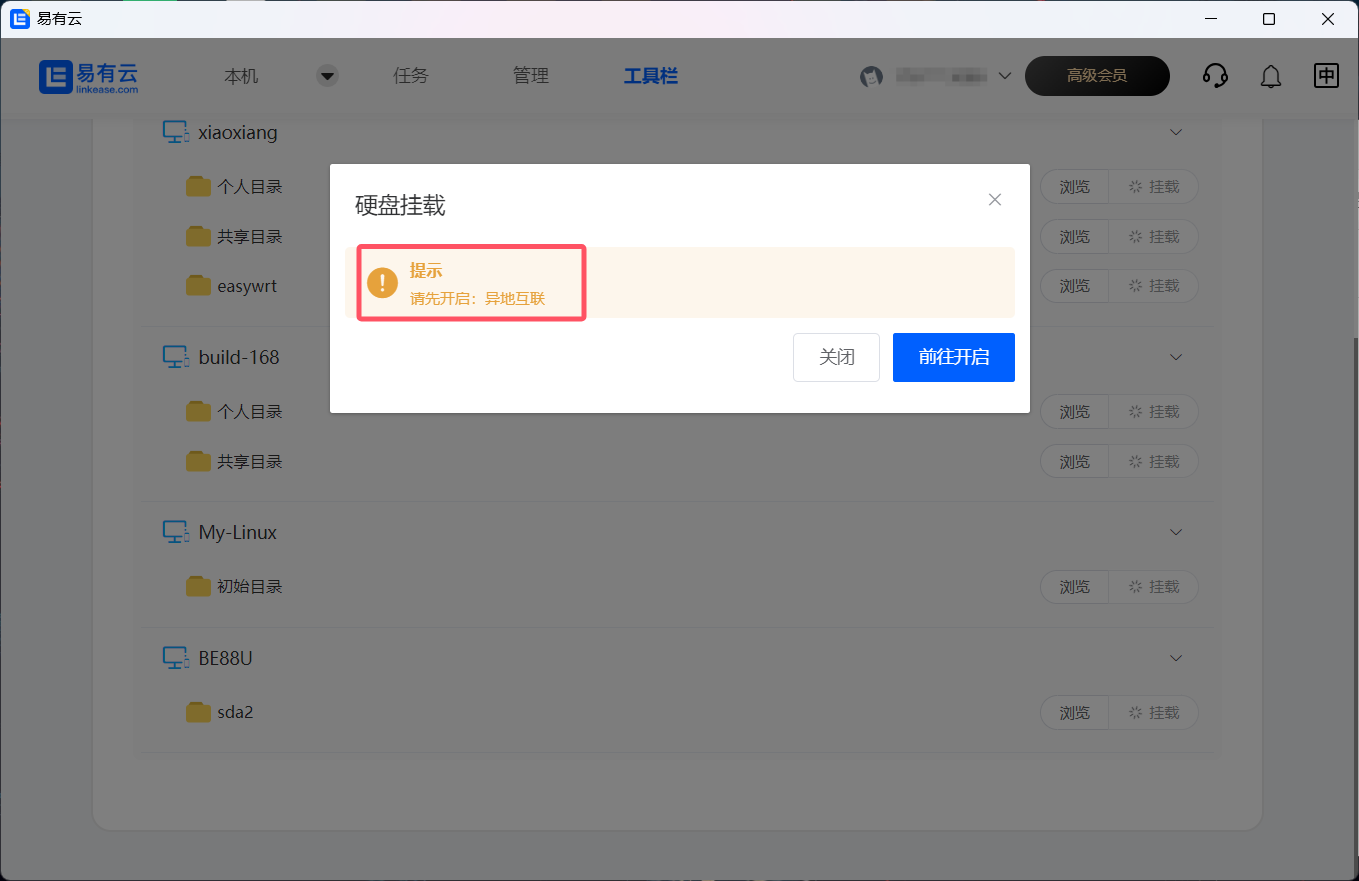 易有云
易有云
linkease.com
本机
任务
管理
工具栏
高级会员
中
xiaoxiang
个人目录
浏览
挂载
共享目录
浏览
挂载
easywrt
浏览
挂载
硬盘挂载
提示
请先开启：异地互联
关闭
前往开启
build-168
个人目录
浏览
挂载
共享目录
浏览
挂载
My-Linux
初始目录
浏览
挂载
BE88U
sda2
浏览
挂载